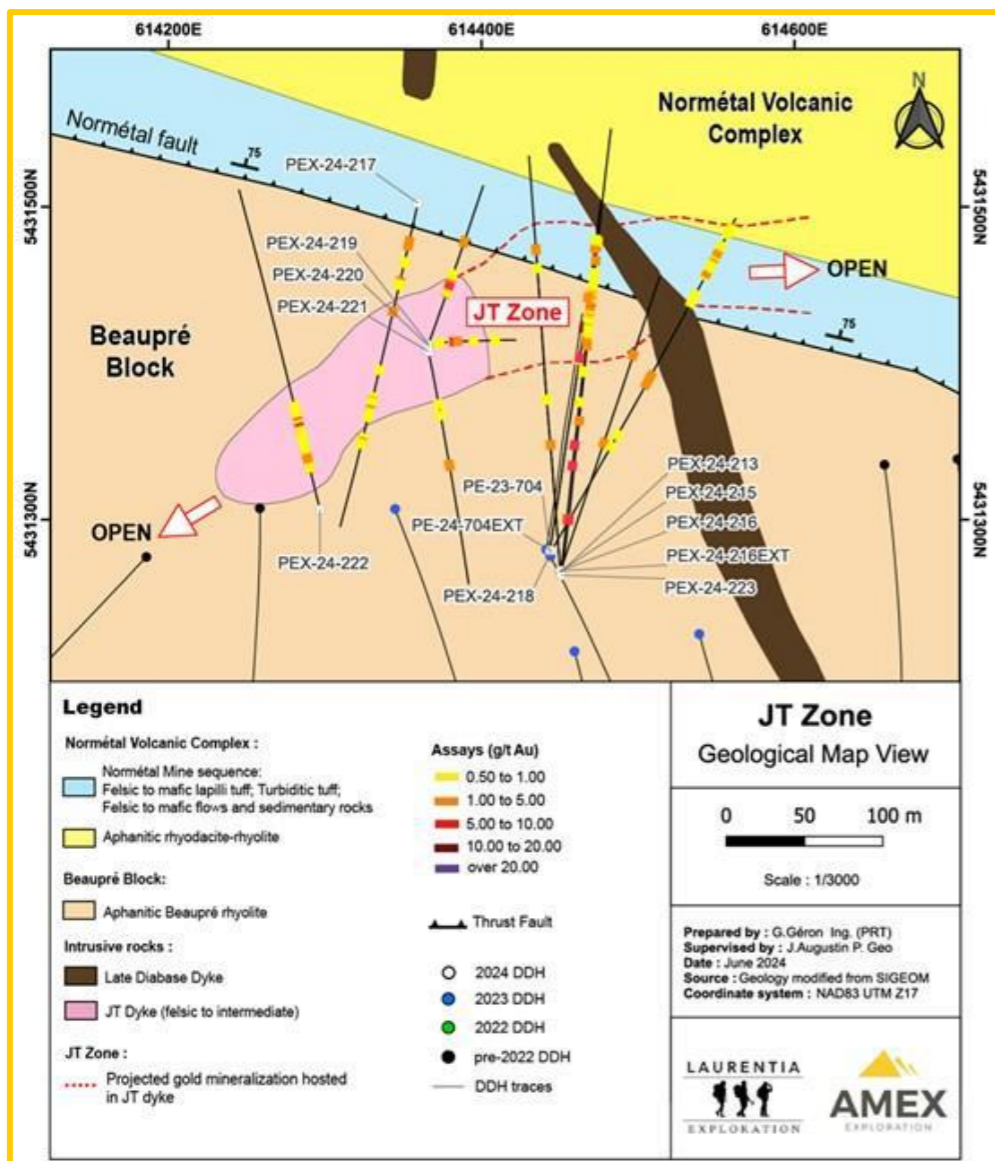 614200E
614400E
614600E
N
Normétal Volcanic
Complex
Normétal fault
75
PEX-24-217
5431500N
5431500N
PEX-24-219
PEX-24-220
PEX-24-221
OPEN
JT Zone
75
Beaupré
Block
PEX-24-213
PE-23-704
PEX-24-215
5431300N
5431300N
OPEN
PE-24-704EXT
PEX-24-216
PEX-24-222
PEX-24-216EXT
PEX-24-218
PEX-24-223
Legend
Normétal Volcanic Complex :
Normétal Mine sequence:
Felsic to mafic lapilli tuff; Turbiditic tuff;
Felsic to mafic flows and sedimentary rocks
Aphanitic rhyodacite-rhyolite
Beaupré Block:
Aphanitic Beaupré rhyolite
Intrusive rocks :
Late Diabase Dyke
JT Dyke (felsic to intermediate)
JT Zone :
Projected gold mineralization hosted
in JT dyke
Assays (g/t Au)
0.50 to 1.00
1.00 to 5.00
5.00 to 10.00
10.00 to 20.00
over 20.00
Thrust Fault
2024 DDH
2023 DDH
2022 DDH
pre-2022 DDH
DDH traces
JT Zone
Geological Map View
0 50 100 m
Scale : 1/3000
Prepared by : G.Géron Ing. (PRT)
Supervised by : J.Augustin P. Geo
Date : June 2024
Source : Geology modified from SIGEOM
Coordinate system : NAD83 UTM Z17
LAURENTIA
EXPLORATION
AMEX
EXPLORATION